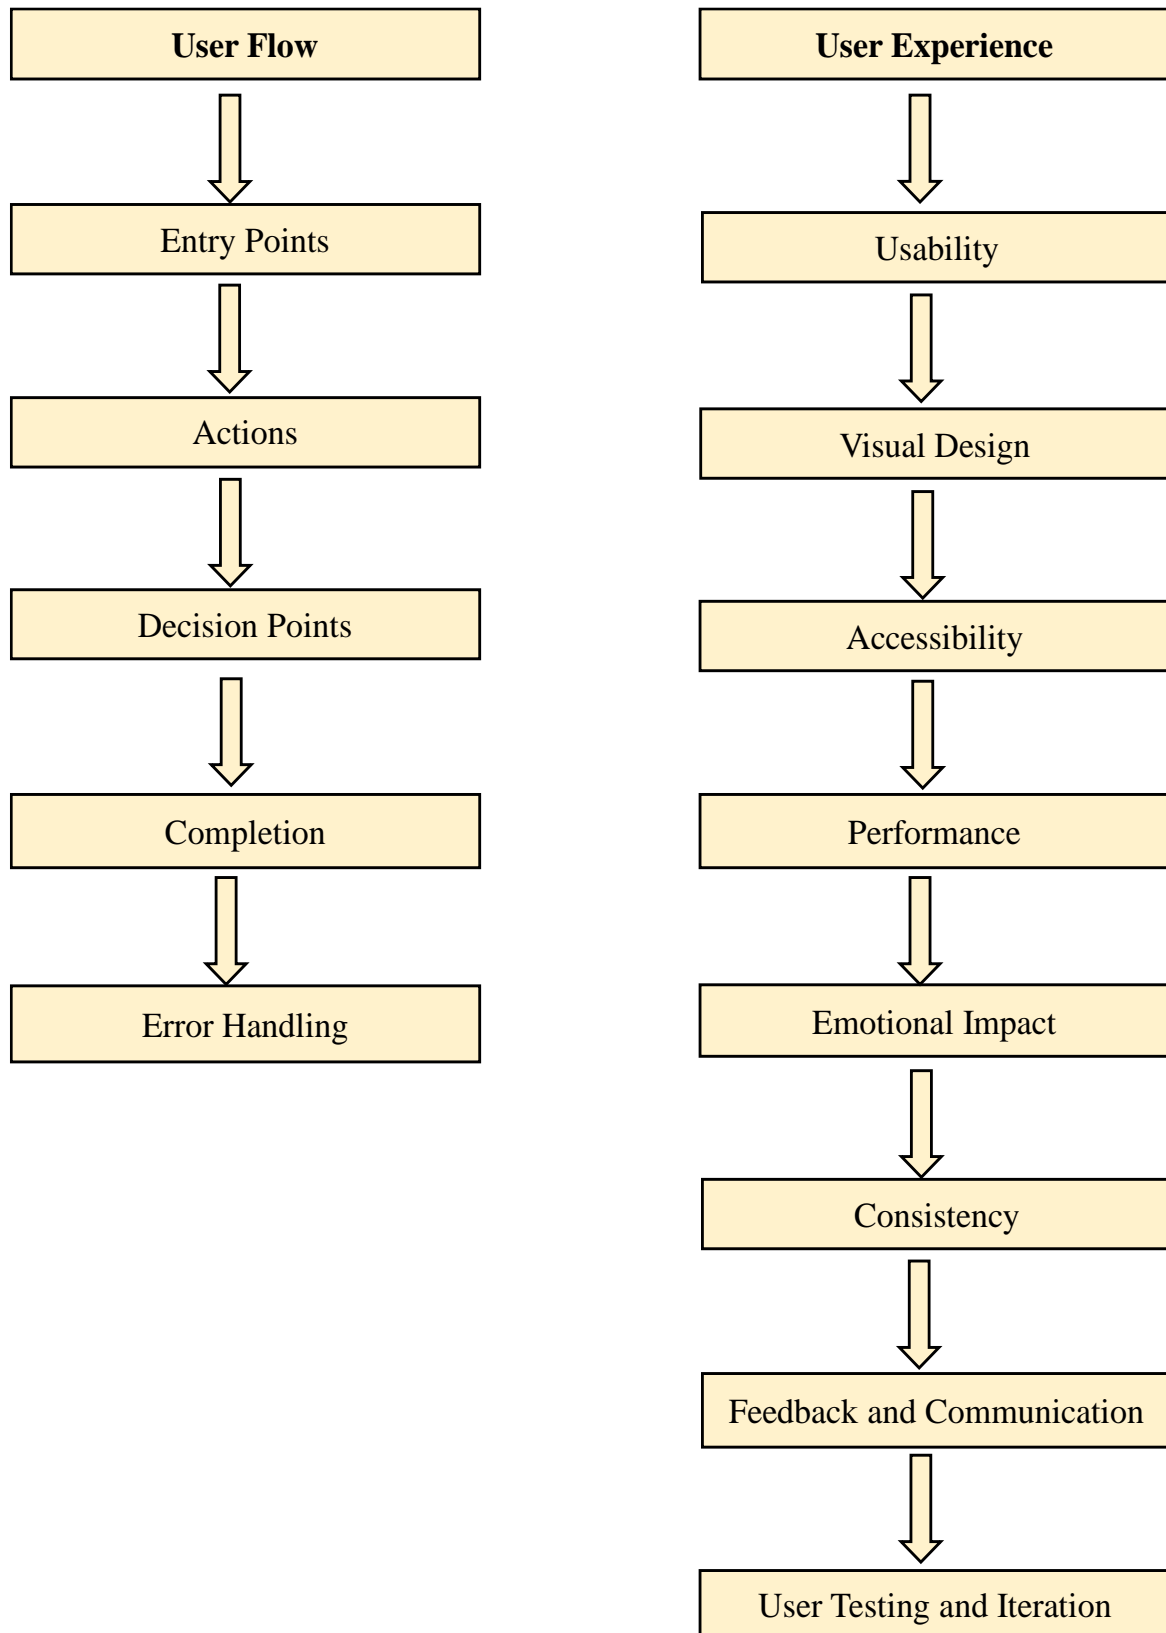 User Flow
Entry Points
Actions
Decision Points
Completion
Error Handling
User Experience
Usability
Visual Design
Accessibility
Performance
Emotional Impact
Consistency
Feedback and Communication
User Testing and Iteration